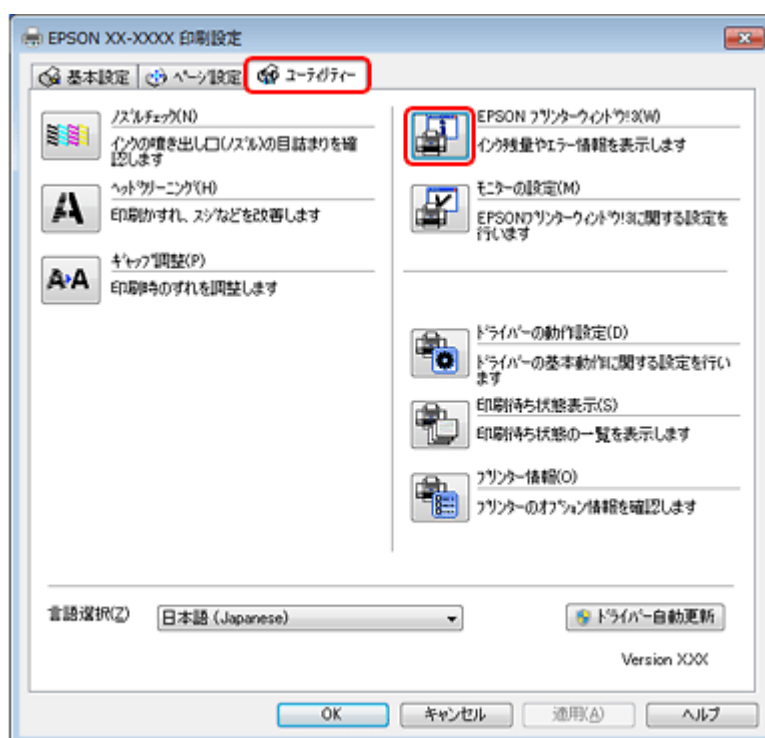 EPSON XX-XXXX 印刷設定
基本設定 ページ設定 ユーティリティー
ノズルチェック(N)
インクの噴き出し口(ノズル)の目詰まりを確
認します
ヘッドクリーニング(H)
印刷かすれ、スジなどを改善します
ギャップ調整(P)
印刷時のずれを調整します
EPSON プリンターウィンドウ!3(W)
インク残量やエラー情報を表示します
モニターの設定(M)
EPSONプリンターウィンドウ!3に関する設定を
行います
ドライバーの動作設定(D)
ドライバーの基本動作に関する設定を行い
ます
印刷待ち状態表示(S)
印刷待ち状態の一覧を表示します
プリンター情報(O)
プリンターのオプション情報を確認します
言語選択(Z) 日本語 (Japanese) ドライバー自動更新
Version X.XX
OK キャンセル 適用(A) ヘルプ